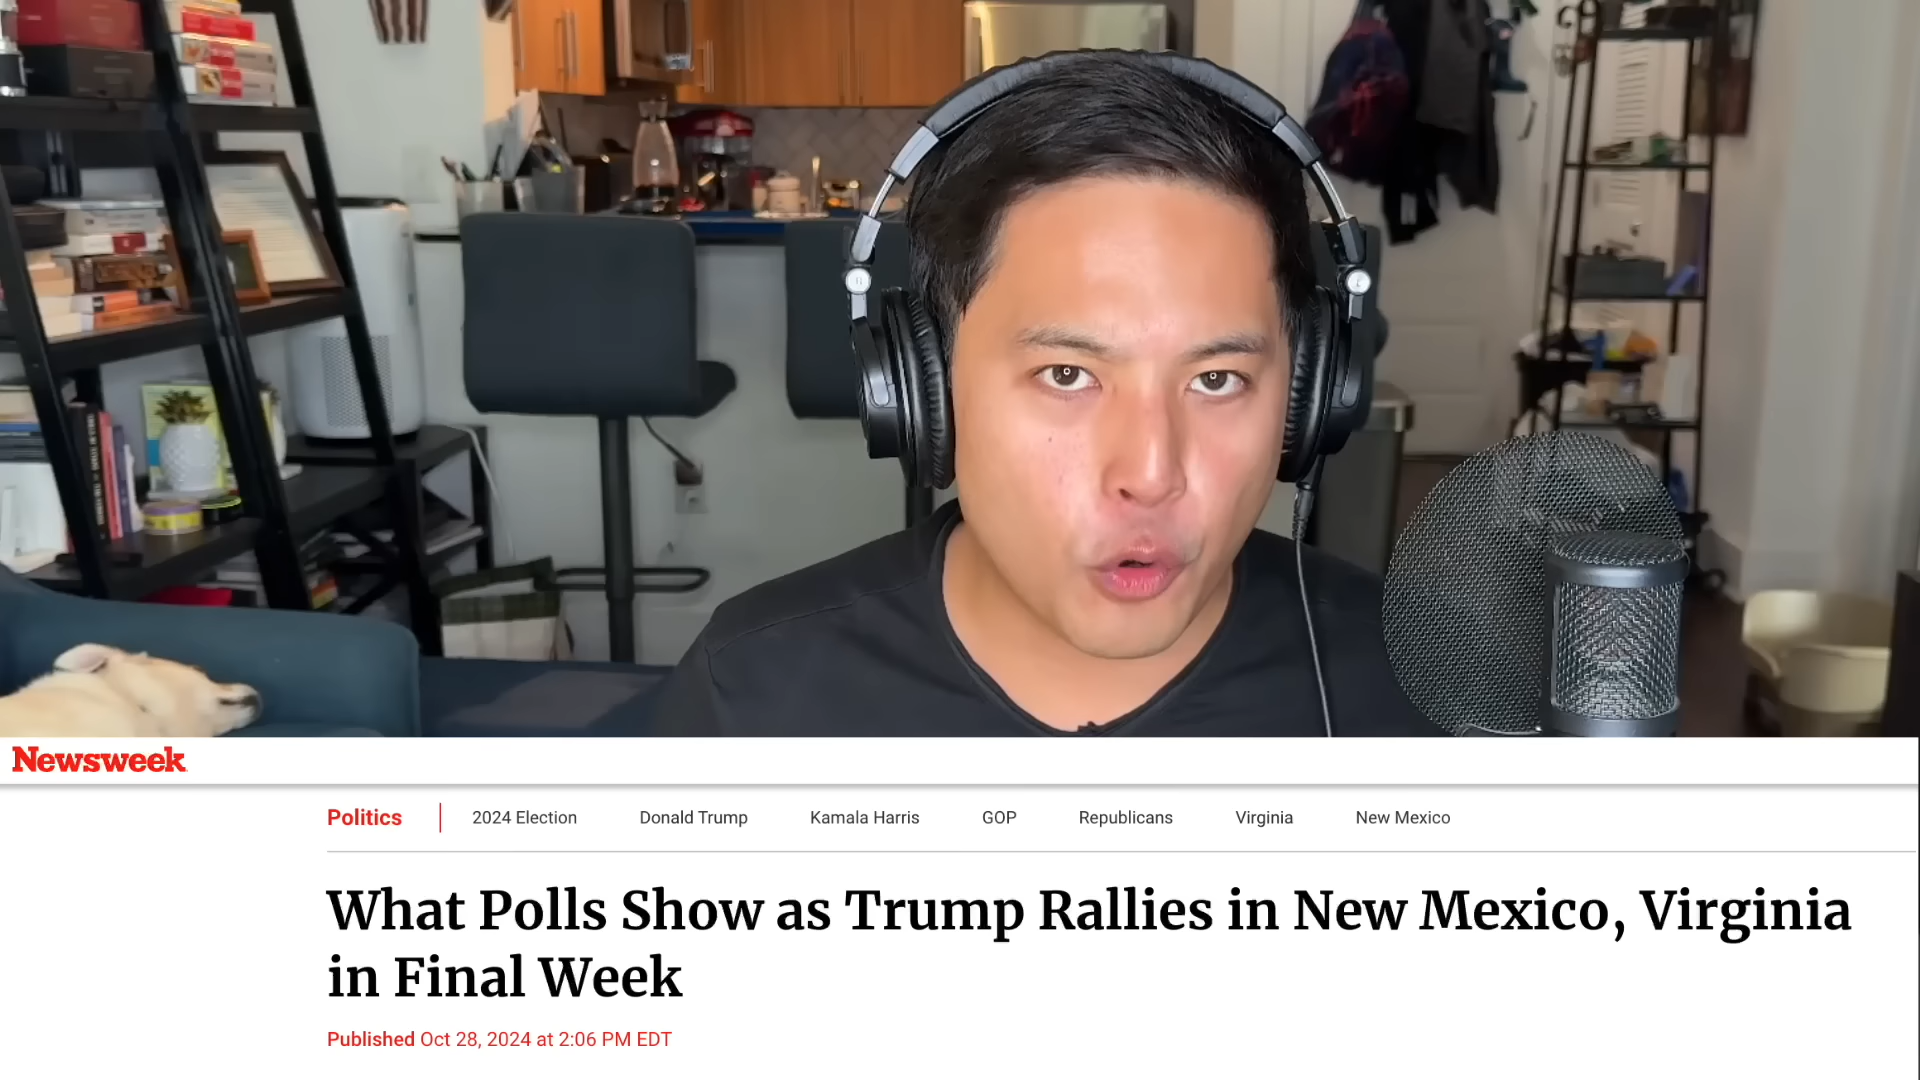 Newsweek
Politics 2024 Election Donald Trump Kamala Harris GOP Republicans Virginia New Mexico
What Polls Show as Trump Rallies in New Mexico, Virginia
in Final Week
Published Oct 28, 2024 at 2:06 PM EDT